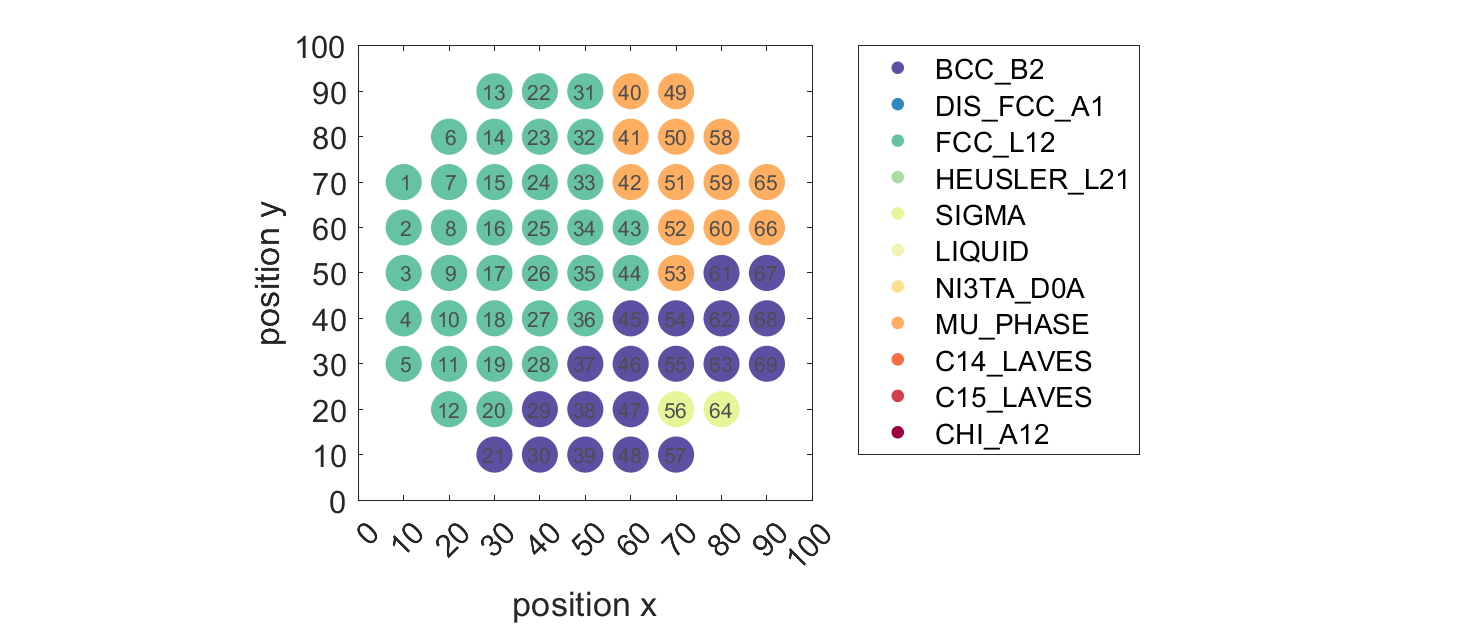 100
90
80
70
60
50
40
30
20
10
0
position y
13 22 31 40 49
6 14 23 32 41 50 58
1 7 15 24 33 42 51 59 65
2 8 16 25 34 43 52 60 66
3 9 17 26 35 44 53 61 67
4 10 18 27 36 45 54 62 68
5 11 19 28 37 46 55 63 69
12 20 29 38 47 56 64
21 30 39 48 57
0 10 20 30 40 50 60 70 80 90 100
position x
BCC_B2
DIS_FCC_A1
FCC_L12
HEUSLER_L21
SIGMA
LIQUID
NI3TA_D0A
MU_PHASE
C14_LAVES
C15_LAVES
CHI_A12